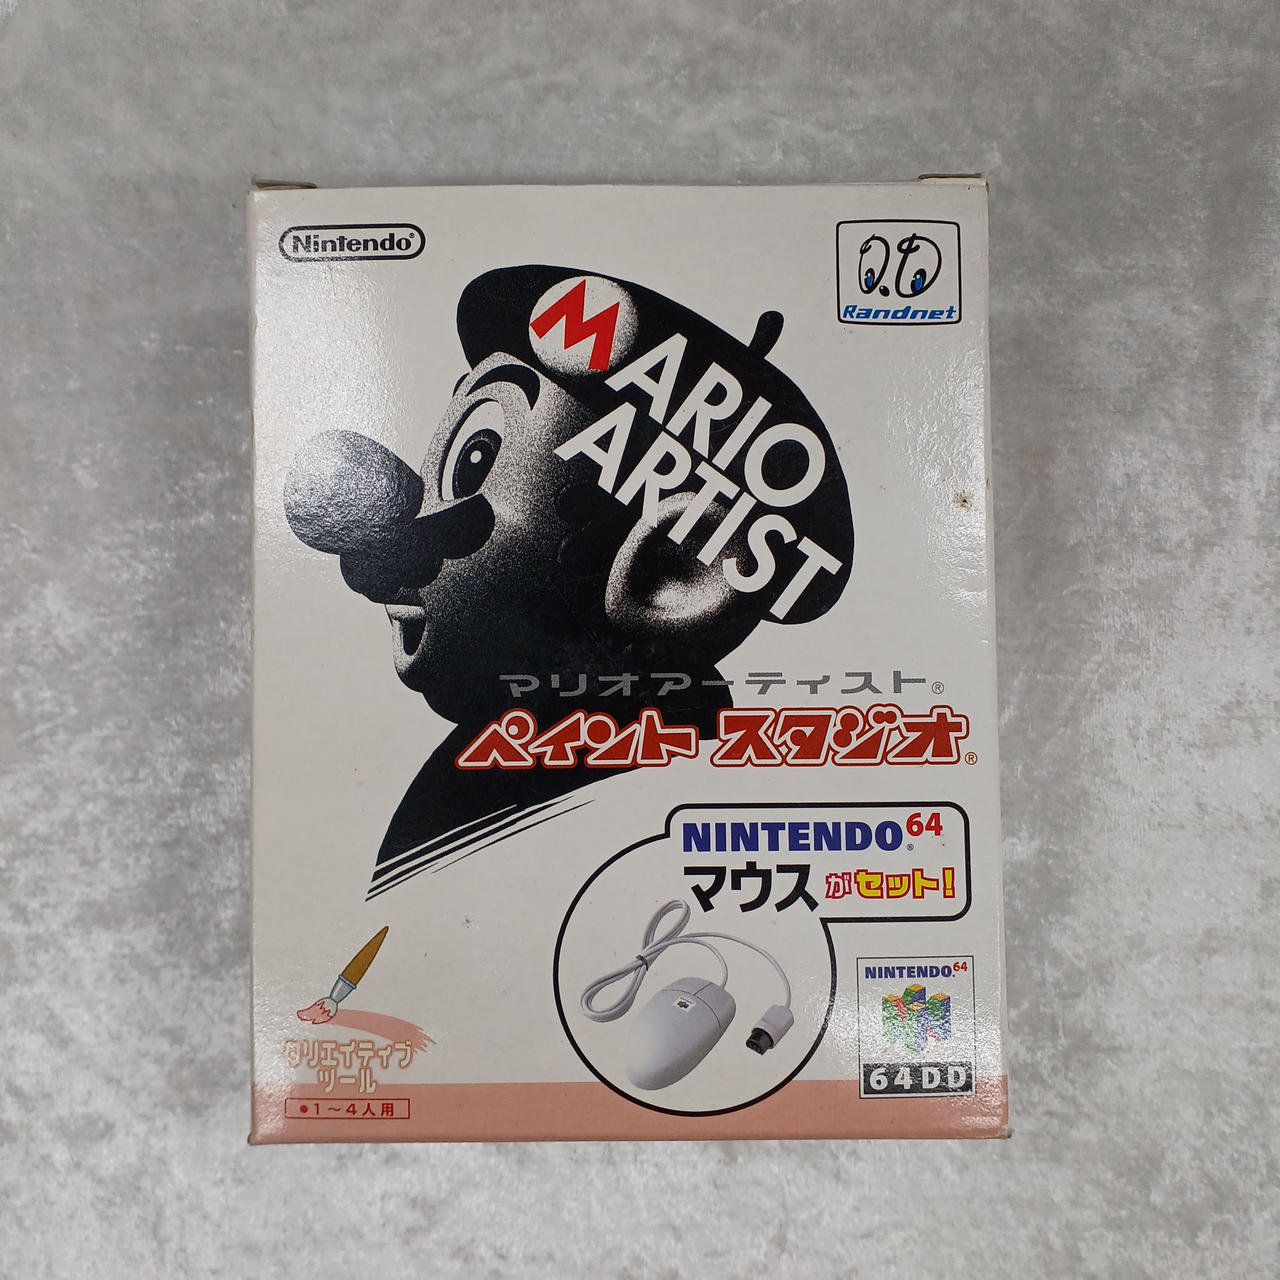 Nintendo®
Randnet
MARIO
ARTIST
マリオアーティスト®
ペイント スタジオ®
NINTENDO®64
マウスがセット!
NINTENDO64
64DD
クリエイティブ
ツール
●1~4人用